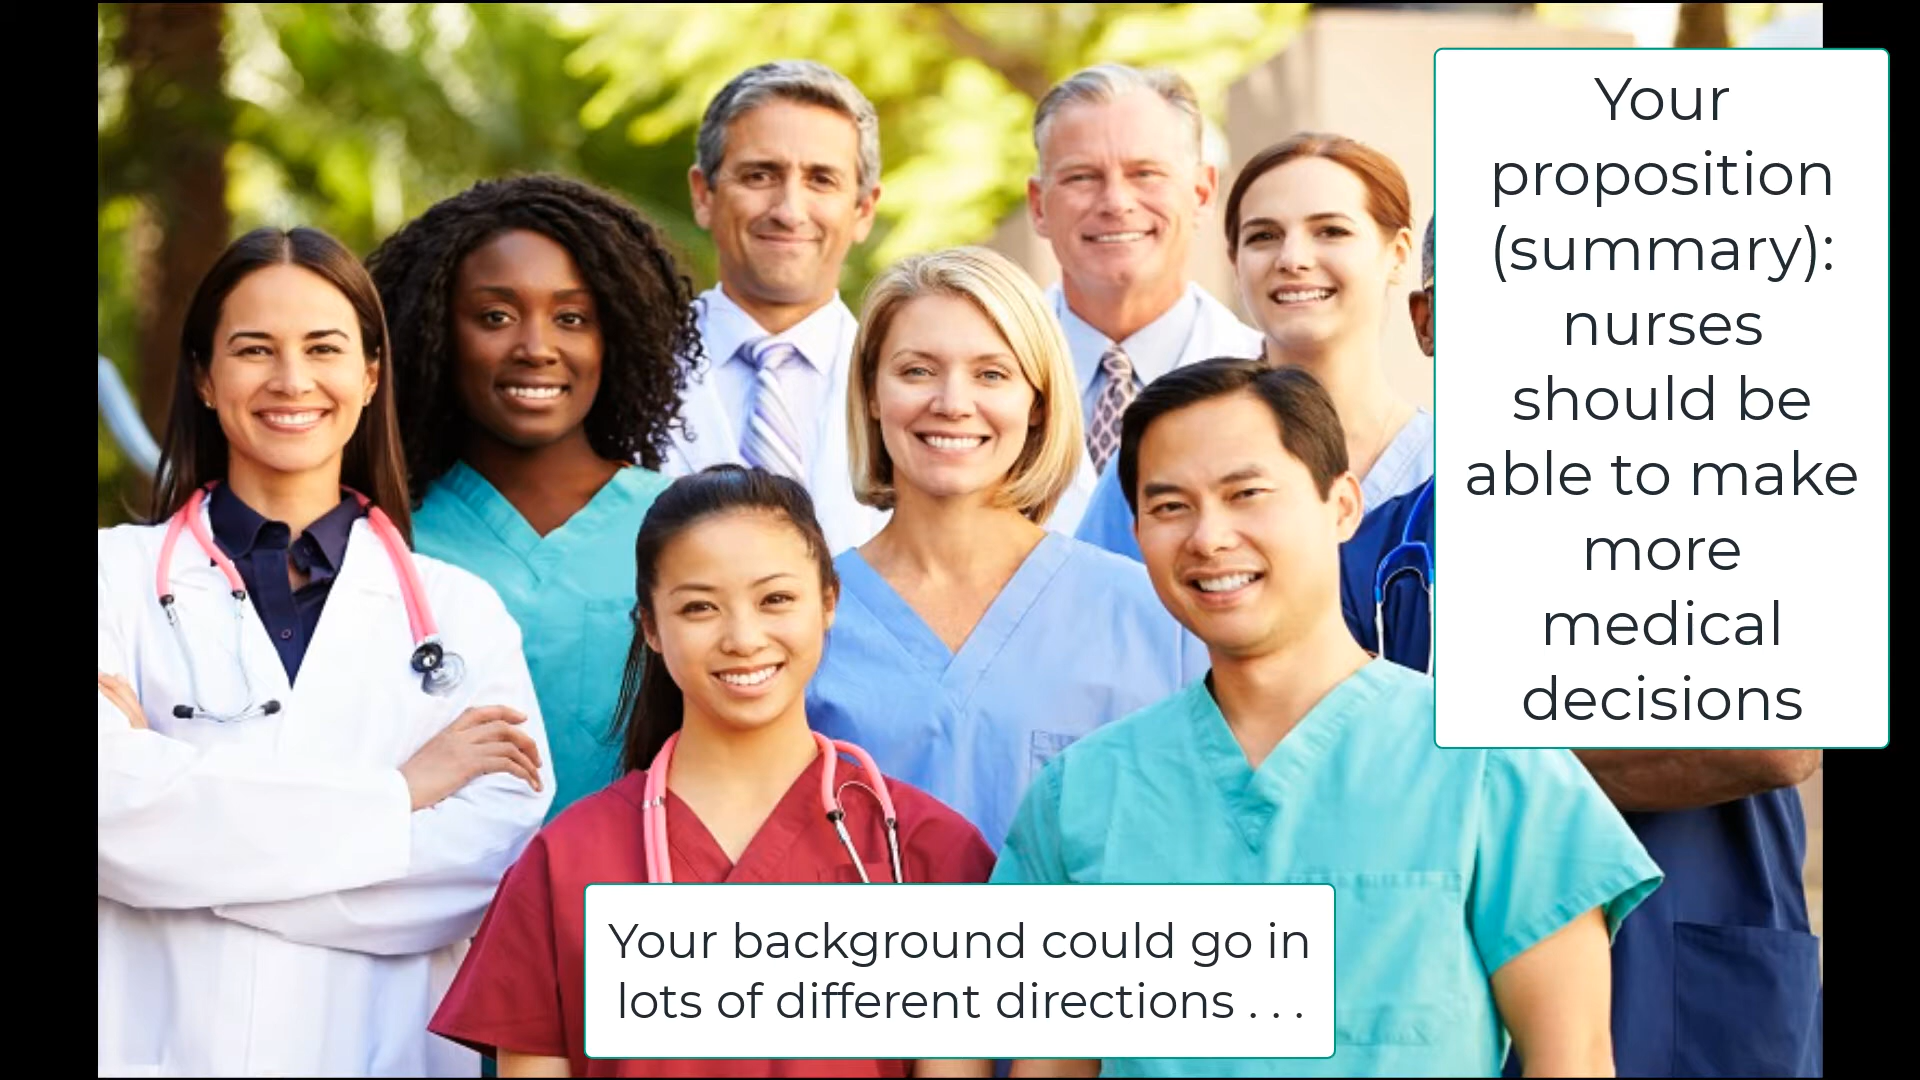 Your
proposition
(summary):
nurses
should be
able to make
more
medical
decisions
Your background could go in
lots of different directions . . .